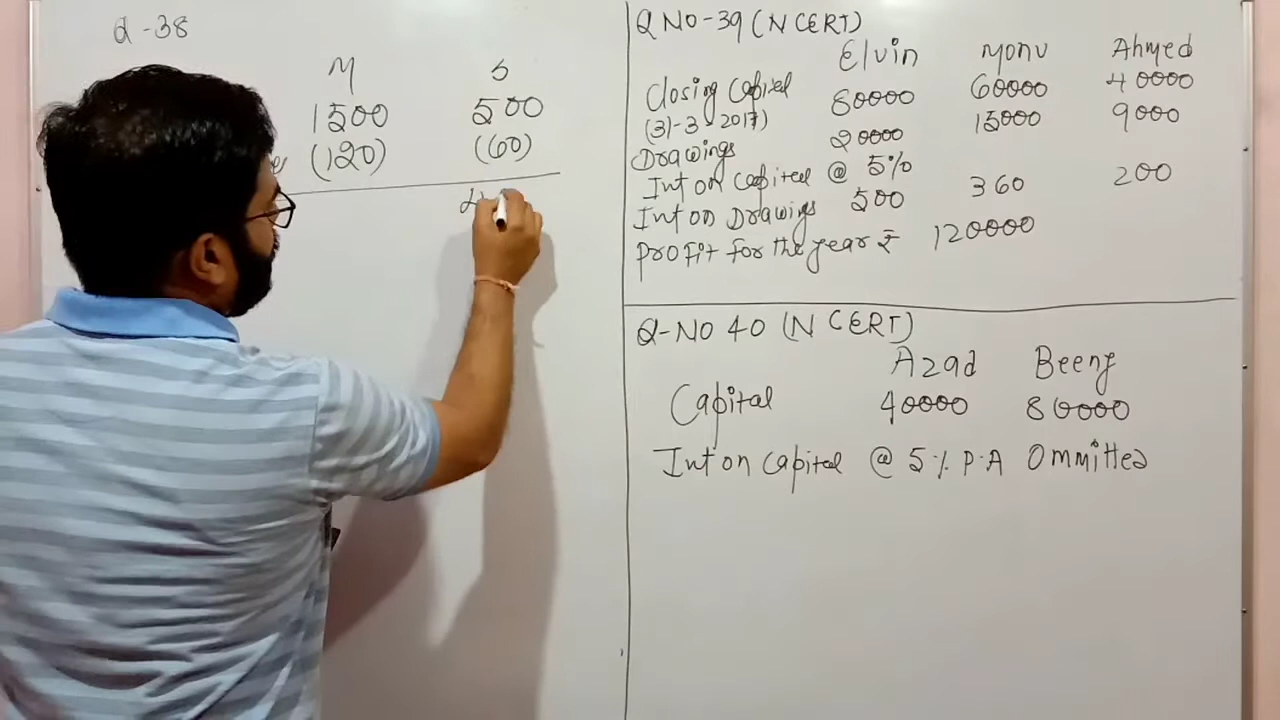 Q-38
M S
1500 500
(120) (60)
Q NO-39 (NCERT)
Elvin Monu Ahmed
Closing Capital 80000 60000 40000
(31-3-2017)
Drawings 20000 15000 9000
Int on Capital @ 5%
Int on Drawings 500 360 200
Profit for the year ₹ 120000
Q-NO 40 (NCERT)
Azad Beeny
Capital 40000 80000
Int on Capital @ 5% P.A Ommitted